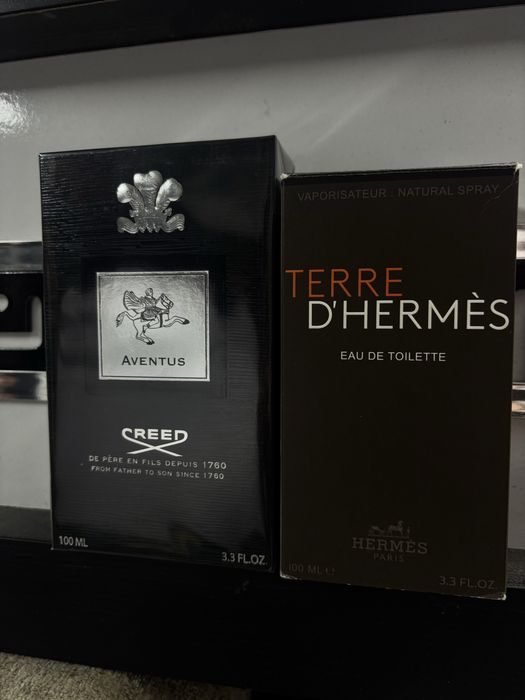 AVENTUS
CREED
DE PÈRE EN FILS DEPUIS 1760
FROM FATHER TO SON SINCE 1760
100 ML
3.3 FL.OZ.
VAPORISATEUR . NATURAL SPRAY
TERRE
D'HERMÈS
EAU DE TOILETTE
HERMÈS
PARIS
100 ML ℮
3.3 FL.OZ.